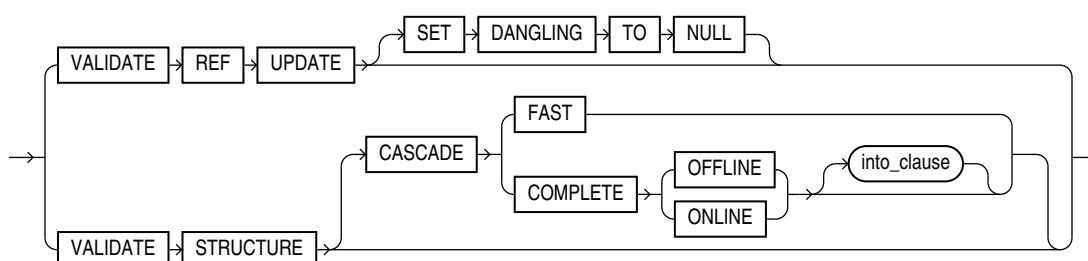 SET DANGLING TO NULL
VALIDATE REF UPDATE
FAST
CASCADE
OFFLINE into_clause
COMPLETE
ONLINE
VALIDATE STRUCTURE